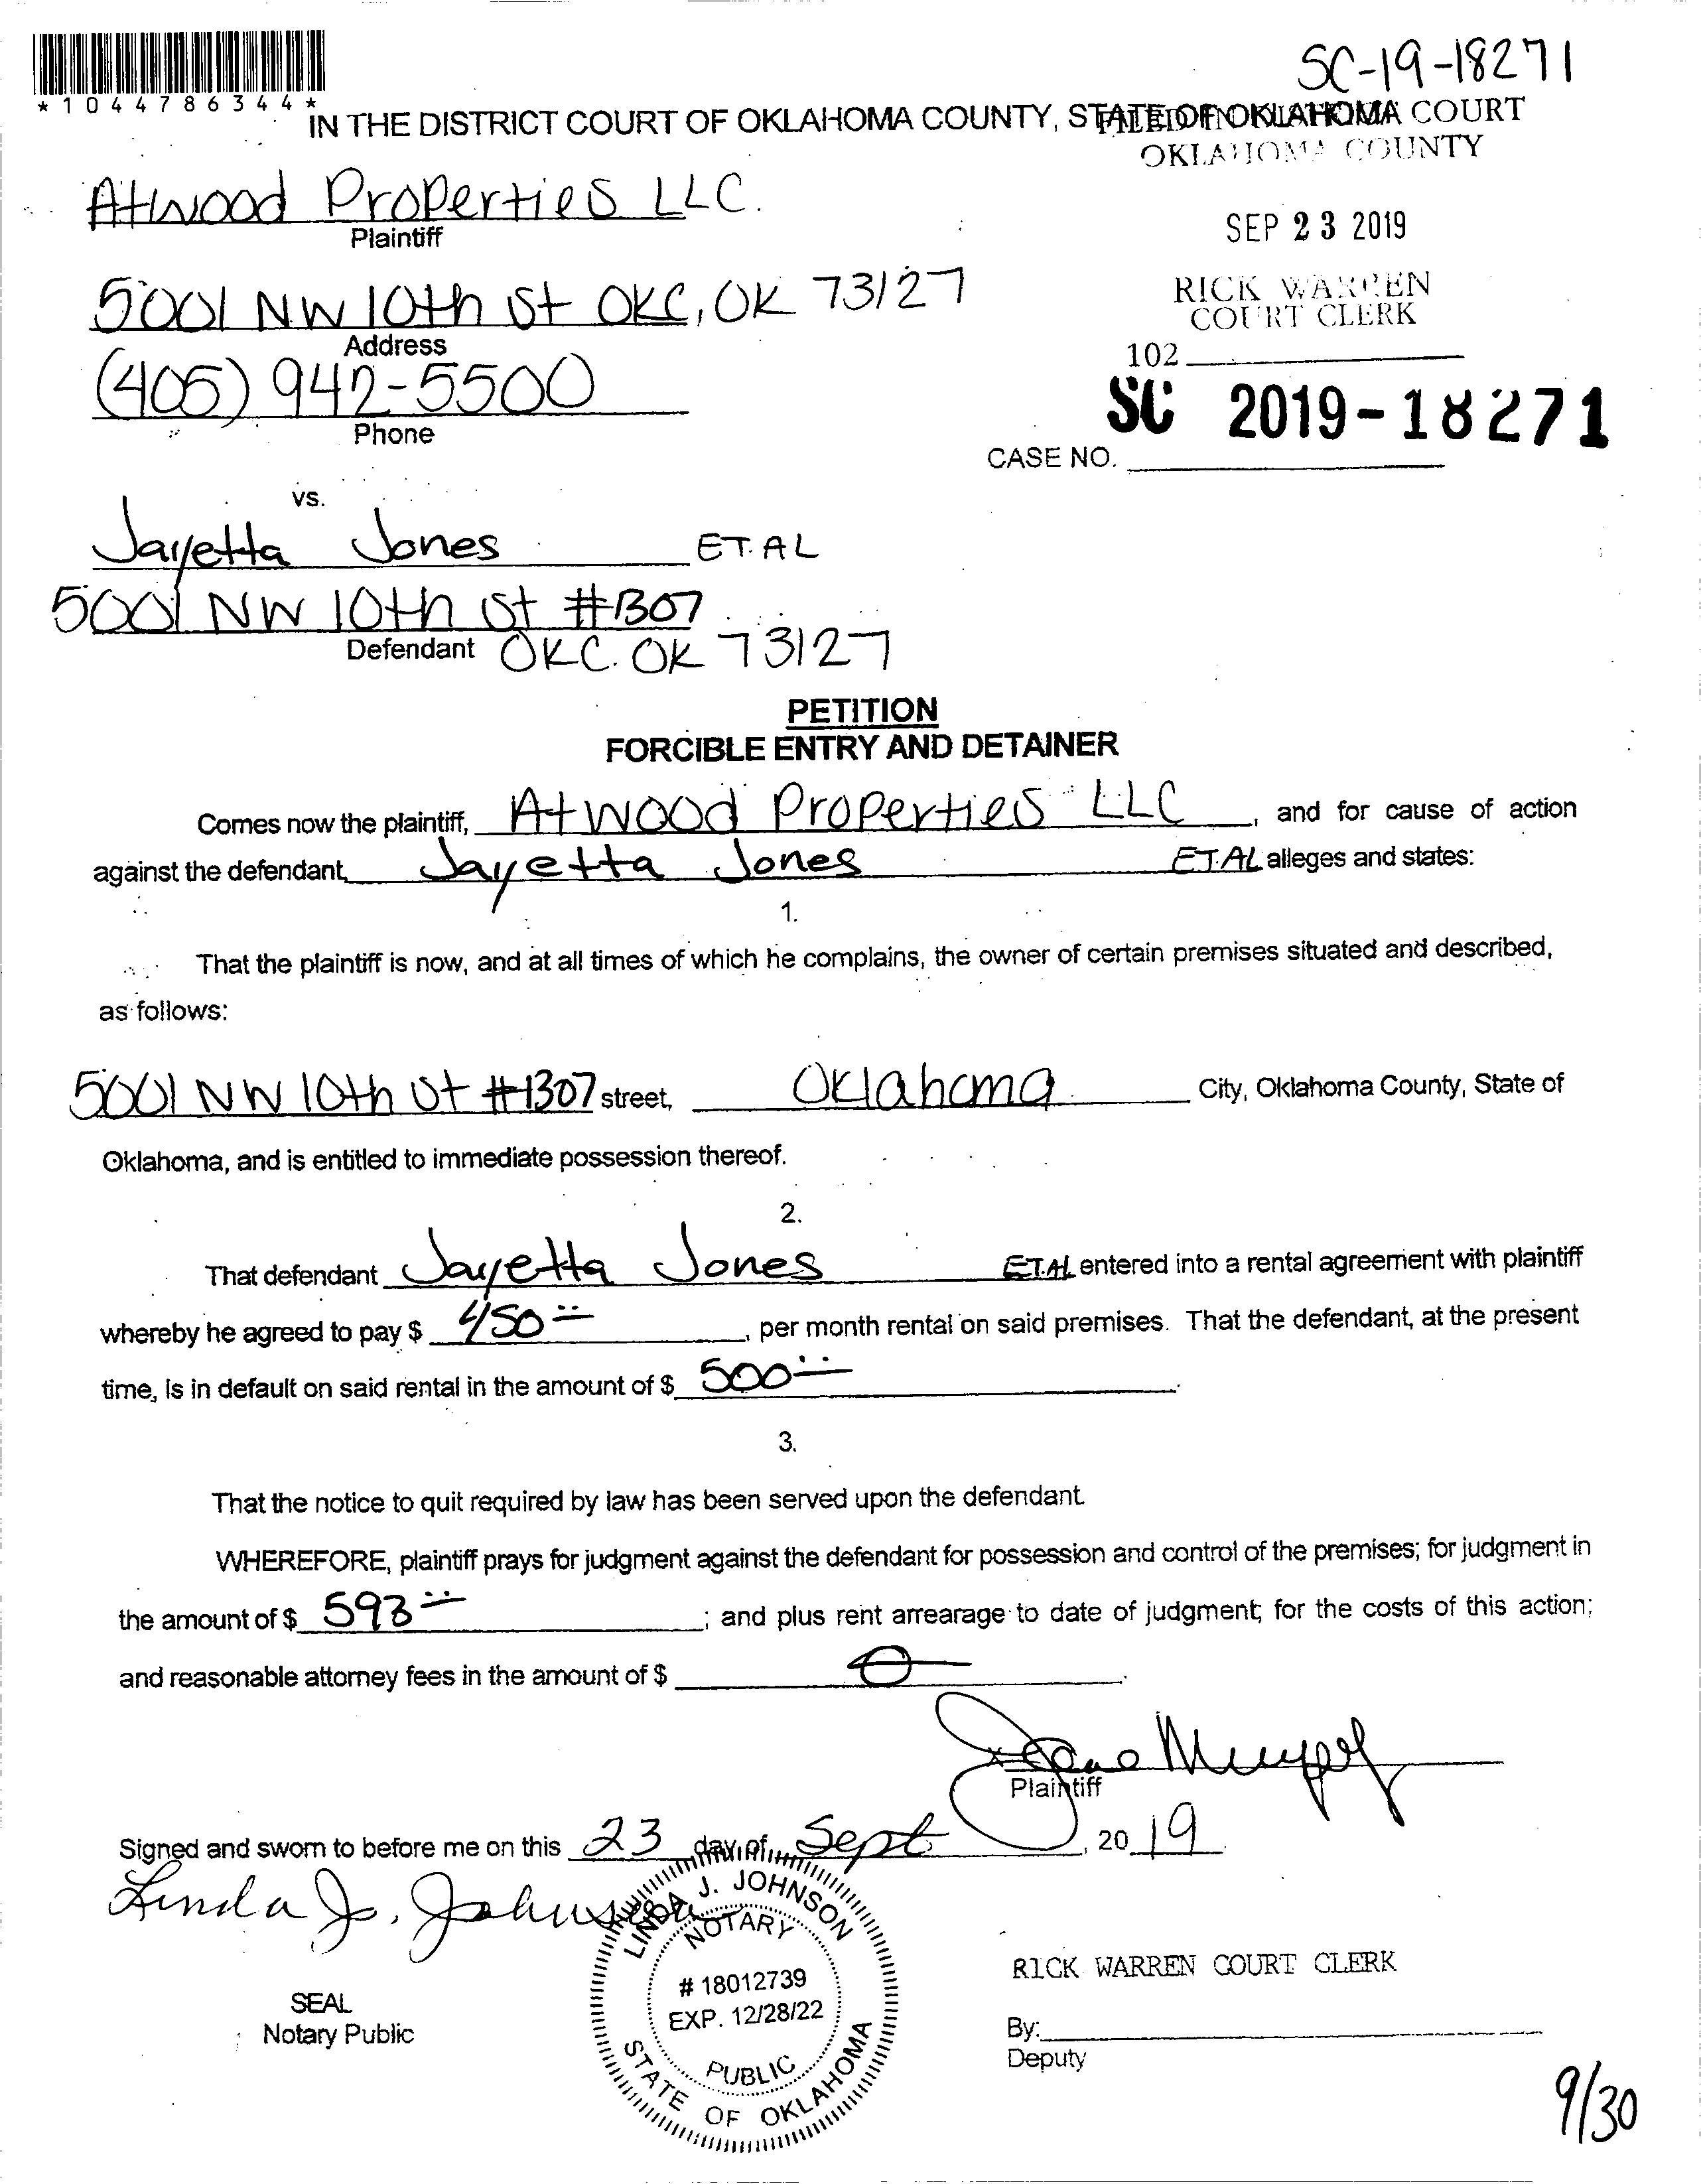 SC-19-18271
*1044786344*
IN THE DISTRICT COURT OF OKLAHOMA COUNTY, STATE OF OKLAHOMA
COURT
OKLAHOMA COUNTY
Atwood Properties LLC.
Plaintiff
SEP 23 2019
5001 NW 10th St OKC, OK 73127
Address
RICK WARREN
COURT CLERK
(405) 942-5500
Phone
102
SC 2019-18271
CASE NO.
vs.
Jayetta Jones ET. AL
5001 NW 10th St #1307
Defendant OKC. OK 73127
PETITION
FORCIBLE ENTRY AND DETAINER
Comes now the plaintiff, Atwood Properties LLC, and for cause of action
against the defendant, Jayetta Jones ET.AL alleges and states:
1.
That the plaintiff is now, and at all times of which he complains, the owner of certain premises situated and described,
as follows:
5001 NW 10th St #1307 street, Oklahoma City, Oklahoma County, State of
Oklahoma, and is entitled to immediate possession thereof.
2.
That defendant Jayetta Jones ET.AL entered into a rental agreement with plaintiff
whereby he agreed to pay $ 450, per month rental on said premises. That the defendant, at the present
time, is in default on said rental in the amount of $ 500.
3.
That the notice to quit required by law has been served upon the defendant.
WHEREFORE, plaintiff prays for judgment against the defendant for possession and control of the premises; for judgment in
the amount of $ 593; and plus rent arrearage to date of judgment; for the costs of this action;
and reasonable attorney fees in the amount of $ 0.
Plaintiff
Signed and sworn to before me on this 23 day of Sept, 2019
Linda J. Johnson
LINDA J. JOHNSON
NOTARY
# 18012739
EXP. 12/28/22
PUBLIC
STATE OF OKLAHOMA
SEAL
Notary Public
RICK WARREN COURT CLERK
By:
Deputy
9/30